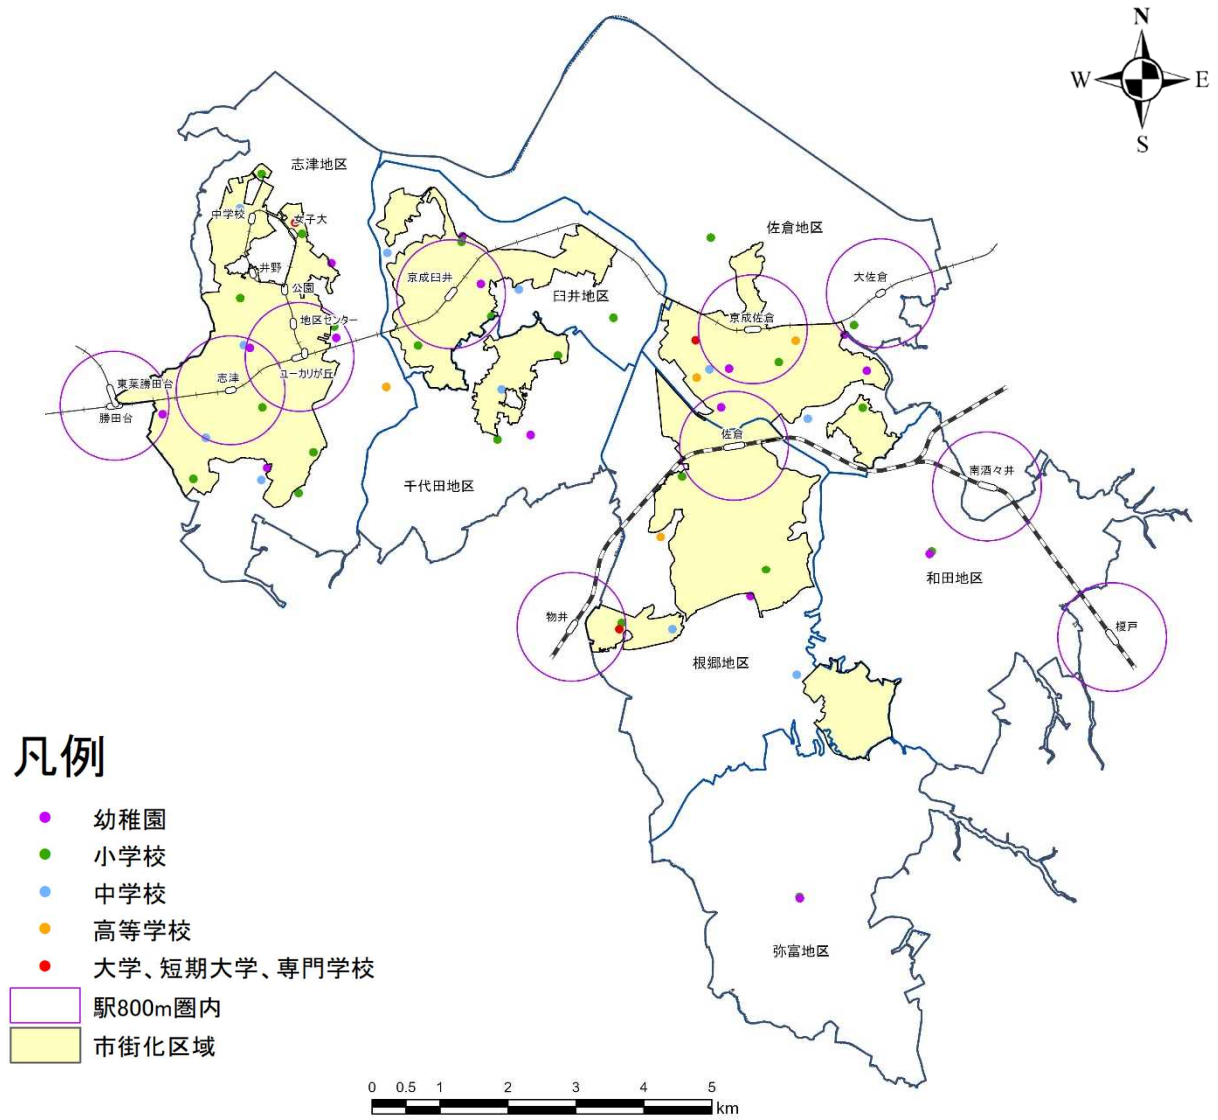 N
W E
S
志津地区
中学校
女子大
井野
公園
地区センター
ユーカリが丘
東葉勝田台
勝田台
志津
京成臼井
臼井地区
千代田地区
佐倉地区
大佐倉
京成佐倉
佐倉
南酒々井
和田地区
榎戸
物井
根郷地区
弥富地区
凡例
幼稚園
小学校
中学校
高等学校
大学、短期大学、専門学校
駅800m圏内
市街化区域
0 0.5 1 2 3 4 5
km